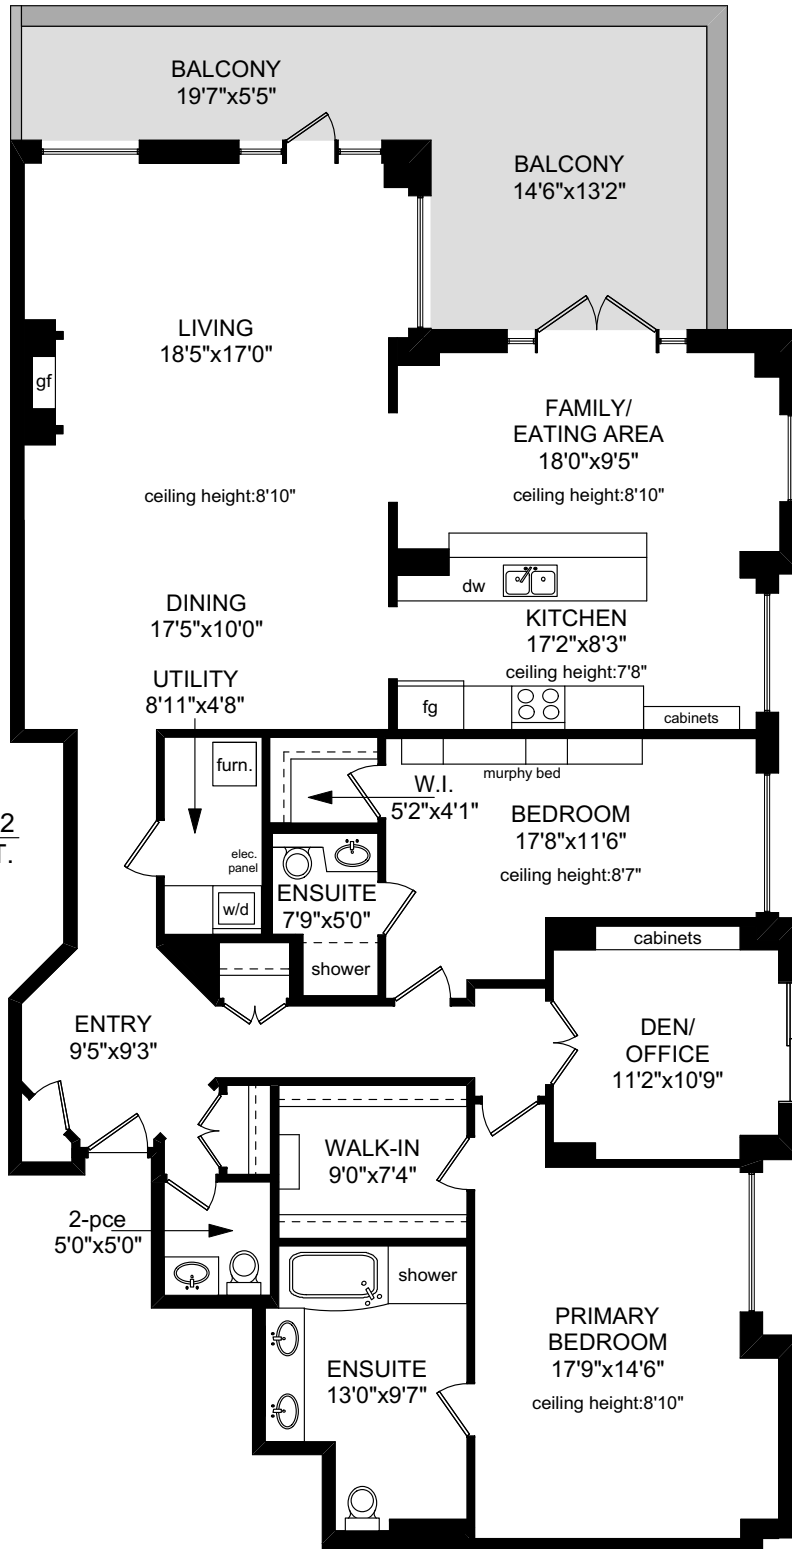 BALCONY
19'7"x5'5"
BALCONY
14'6"x13'2"
LIVING
18'5"x17'0"
gf
FAMILY/
EATING AREA
18'0"x9'5"
ceiling height:8'10"
ceiling height:8'10"
dw
DINING
17'5"x10'0"
KITCHEN
17'2"x8'3"
ceiling height:7'8"
UTILITY
8'11"x4'8"
fg
cabinets
furn.
murphy bed
W.I.
5'2"x4'1"
BEDROOM
17'8"x11'6"
ceiling height:8'7"
2
T.
elec.
panel
ENSUITE
7'9"x5'0"
w/d
shower
cabinets
ENTRY
9'5"x9'3"
DEN/
OFFICE
11'2"x10'9"
WALK-IN
9'0"x7'4"
2-pce
5'0"x5'0"
shower
PRIMARY
BEDROOM
17'9"x14'6"
ceiling height:8'10"
ENSUITE
13'0"x9'7"